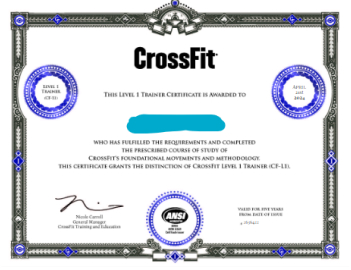 CrossFit
LEVEL 1
TRAINER
(CF-L1)
APRIL
2024
THIS LEVEL 1 TRAINER CERTIFICATE IS AWARDED TO
WHO HAS FULFILLED THE REQUIREMENTS AND COMPLETED
THE PRESCRIBED COURSE OF STUDY OF
CROSSFIT'S FOUNDATIONAL MOVEMENTS AND METHODOLOGY.
THIS CERTIFICATE GRANTS THE DISTINCTION OF CROSSFIT LEVEL 1 TRAINER (CF-L1).
Nicole Carroll
General Manager
CrossFit Training and Education
ANSI
VALID FOR FIVE YEARS
FROM DATE OF ISSUE